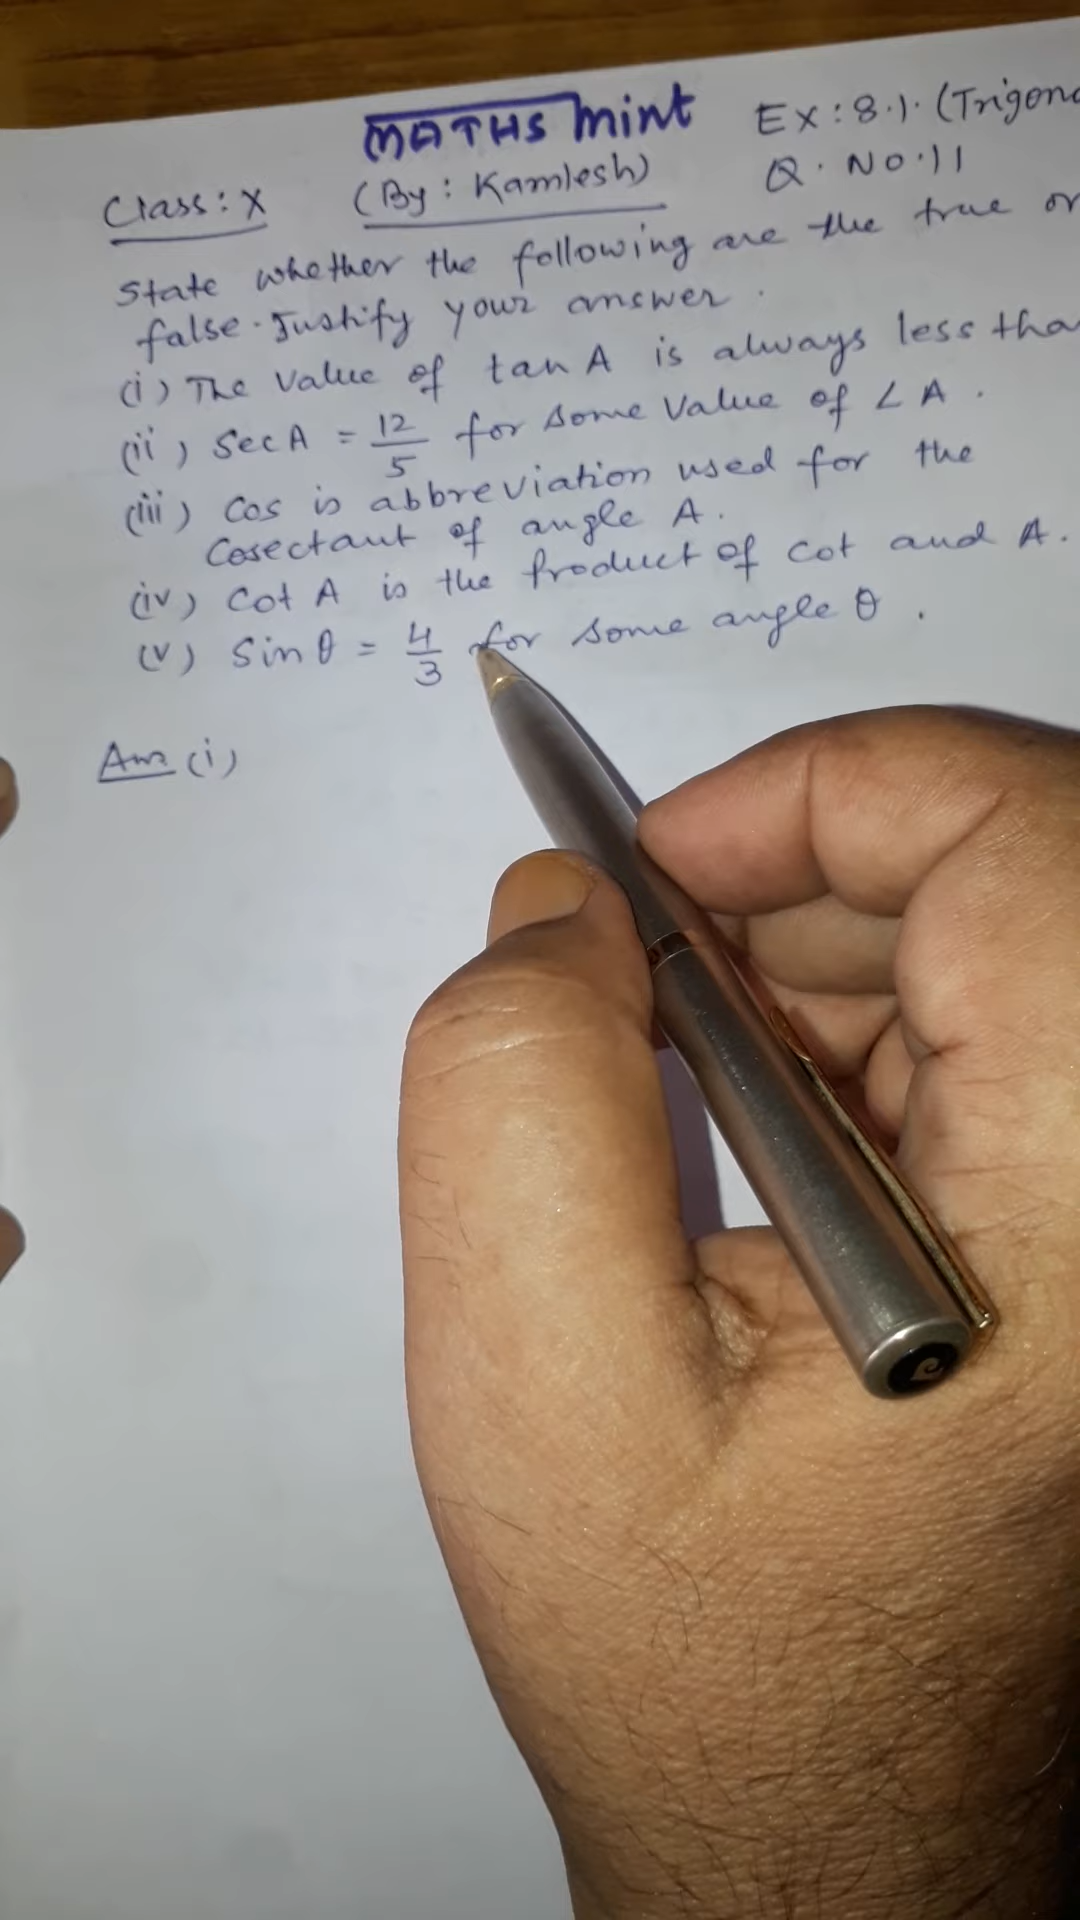 MATHS mint
Ex: 8.1. (Trigono
Class: X
(By: Kamlesh)
Q. No. 11
State whether the following are the true or
false. Justify your answer.
(i) The value of tan A is always less tha
(ii) Sec A = 12/5 for some value of ∠A.
(iii) Cos is abbreviation used for the
Cosectant of angle A.
(iv) Cot A is the product of cot and A.
(v) Sin θ = 4/3 for some angle θ.
Ans (i)